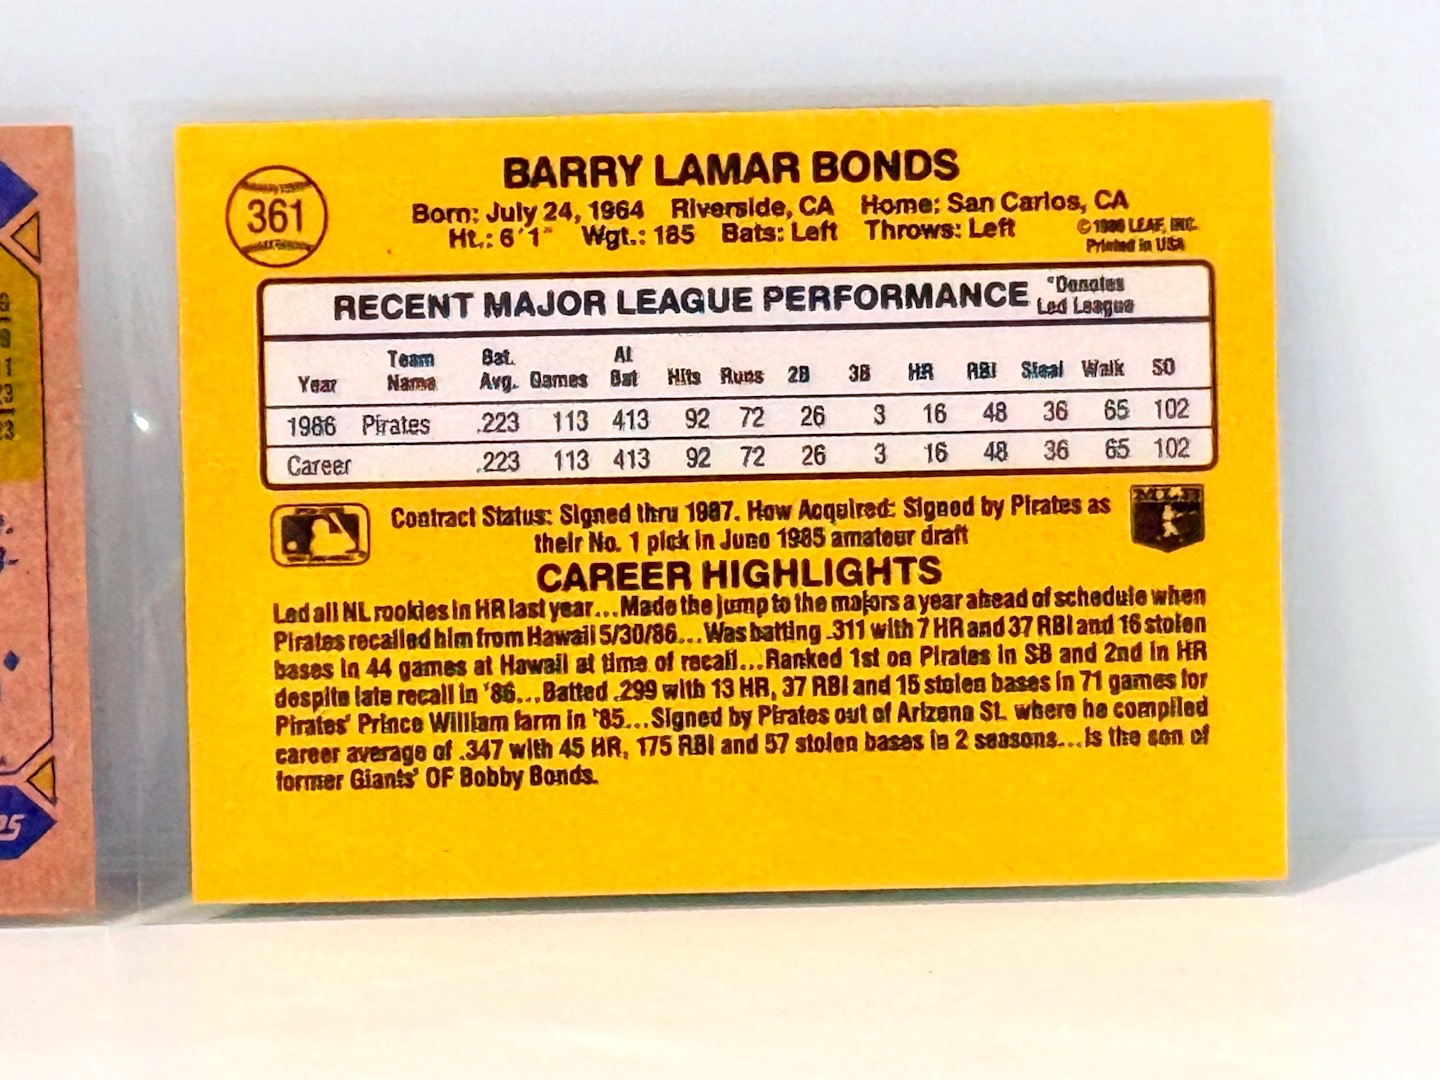 BARRY LAMAR BONDS
361
Born: July 24, 1964 Riverside, CA Home: San Carlos, CA
Ht.: 6'1" Wgt.: 185 Bats: Left Throws: Left
© 1986 LEAF, INC.
Printed in USA
RECENT MAJOR LEAGUE PERFORMANCE
*Denotes
Led League
Year Team Name Bat. Avg. Games At Bat Hits Runs 2B 3B HR RBI Steal Walk SO
1986 Pirates .223 113 413 92 72 26 3 16 48 36 65 102
Career .223 113 413 92 72 26 3 16 48 36 65 102
Contract Status: Signed thru 1987. How Acquired: Signed by Pirates as
their No. 1 pick in June 1985 amateur draft
CAREER HIGHLIGHTS
Led all NL rookies in HR last year...Made the jump to the majors a year ahead of schedule when
Pirates recalled him from Hawaii 5/30/86...Was batting .311 with 7 HR and 37 RBI and 16 stolen
bases in 44 games at Hawaii at time of recall...Ranked 1st on Pirates in SB and 2nd in HR
despite late recall in '86...Batted .299 with 13 HR, 37 RBI and 15 stolen bases in 71 games for
Pirates' Prince William farm in '85...Signed by Pirates out of Arizona St. where he compiled
career average of .347 with 45 HR, 175 RBI and 57 stolen bases in 2 seasons...Is the son of
former Giants' OF Bobby Bonds.